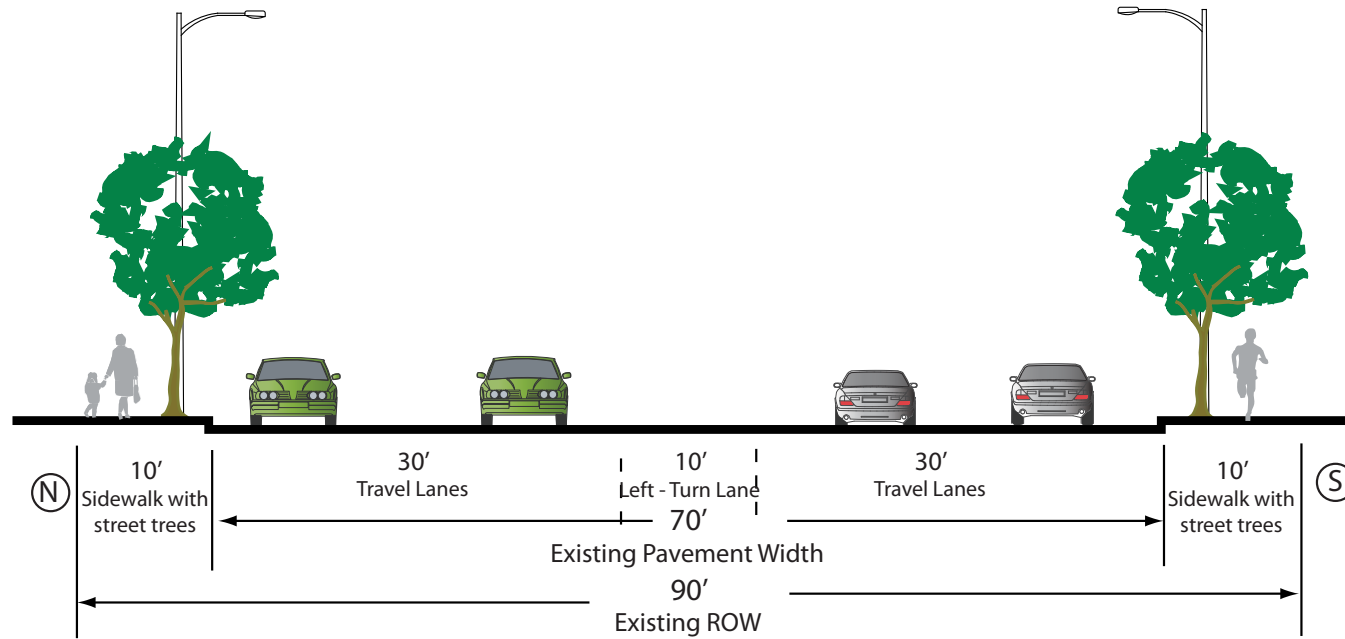 N
10'
Sidewalk with
street trees
30'
Travel Lanes
10'
Left - Turn Lane
30'
Travel Lanes
10'
Sidewalk with
street trees
S
70'
Existing Pavement Width
90'
Existing ROW